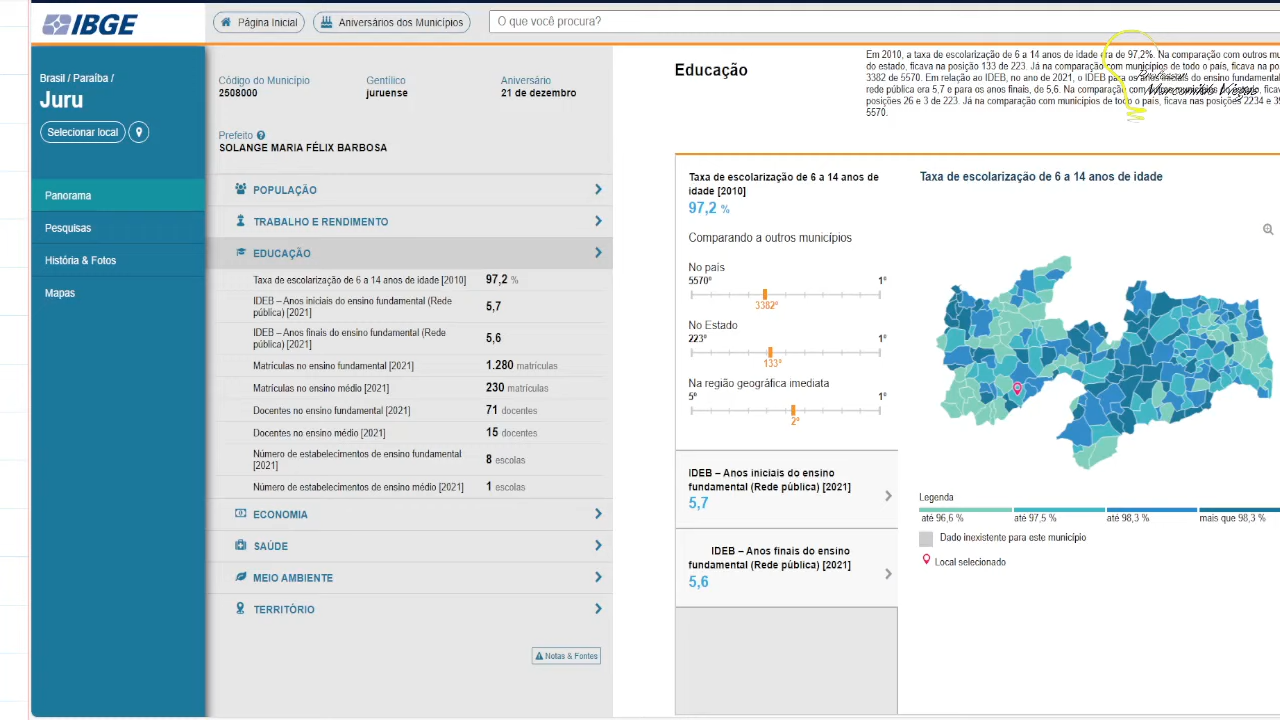 IBGE
Página Inicial
Aniversários dos Municípios
O que você procura?
Brasil / Paraíba /
Juru
Selecionar local
Panorama
Pesquisas
História & Fotos
Mapas
Código do Município
2508000
Gentílico
juruense
Aniversário
21 de dezembro
Prefeito
SOLANGE MARIA FÉLIX BARBOSA
POPULAÇÃO
TRABALHO E RENDIMENTO
EDUCAÇÃO
Taxa de escolarização de 6 a 14 anos de idade [2010] 97,2 %
IDEB – Anos iniciais do ensino fundamental (Rede
pública) [2021] 5,7
IDEB – Anos finais do ensino fundamental (Rede
pública) [2021] 5,6
Matrículas no ensino fundamental [2021] 1.280 matrículas
Matrículas no ensino médio [2021] 230 matrículas
Docentes no ensino fundamental [2021] 71 docentes
Docentes no ensino médio [2021] 15 docentes
Número de estabelecimentos de ensino fundamental
[2021] 8 escolas
Número de estabelecimentos de ensino médio [2021] 1 escolas
ECONOMIA
SAÚDE
MEIO AMBIENTE
TERRITÓRIO
Notas & Fontes
Educação
Em 2010, a taxa de escolarização de 6 a 14 anos de idade era de 97,2%. Na comparação com outros mu
do estado, ficava na posição 133 de 223. Já na comparação com municípios de todo o país, ficava na po
3382 de 5570. Em relação ao IDEB, no ano de 2021, o IDEB para os anos iniciais do ensino fundamental
rede pública era 5,7 e para os anos finais, de 5,6. Na comparação com
posições 26 e 3 de 223. Já na comparação com municípios de todo o país, ficava nas posições 2234 e
5570.
Taxa de escolarização de 6 a 14 anos de
idade [2010]
97,2 %
Comparando a outros municípios
No país
5570º 1º
3382º
No Estado
223º 1º
133º
Na região geográfica imediata
5º 1º
2º
IDEB – Anos iniciais do ensino
fundamental (Rede pública) [2021]
5,7
IDEB – Anos finais do ensino
fundamental (Rede pública) [2021]
5,6
Taxa de escolarização de 6 a 14 anos de idade
Legenda
até 96,6 % até 97,5 % até 98,3 % mais que 98,3 %
Dado inexistente para este município
Local selecionado